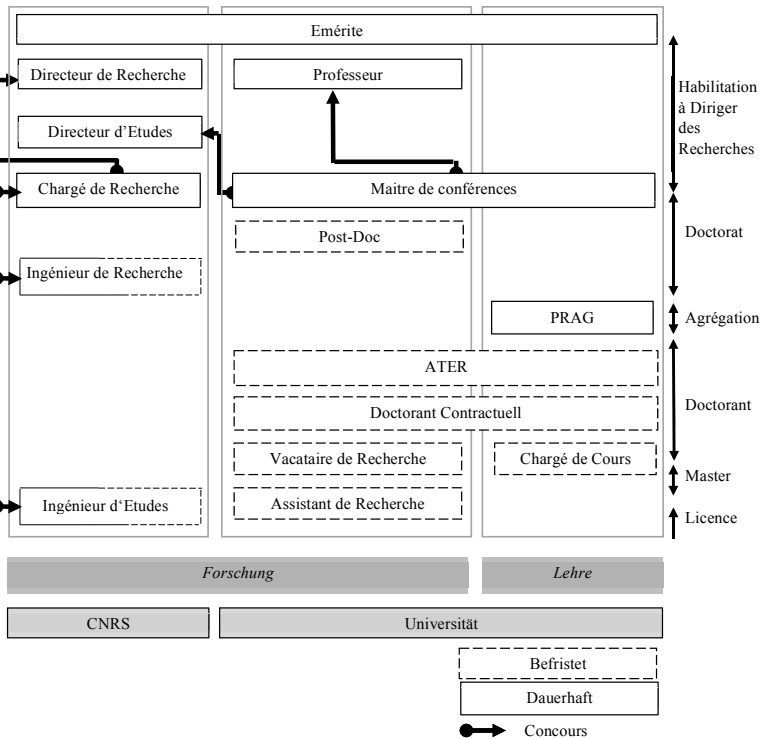 Emérite
Directeur de Recherche
Professeur
Habilitation
à Diriger
des
Recherches
Directeur d'Etudes
Chargé de Recherche
Maitre de conférences
Post-Doc
Doctorat
Ingénieur de Recherche
PRAG
Agrégation
ATER
Doctorant Contractuell
Doctorant
Vacataire de Recherche
Chargé de Cours
Master
Ingénieur d‘Etudes
Assistant de Recherche
Licence
Forschung
Lehre
CNRS
Universität
Befristet
Dauerhaft
Concours